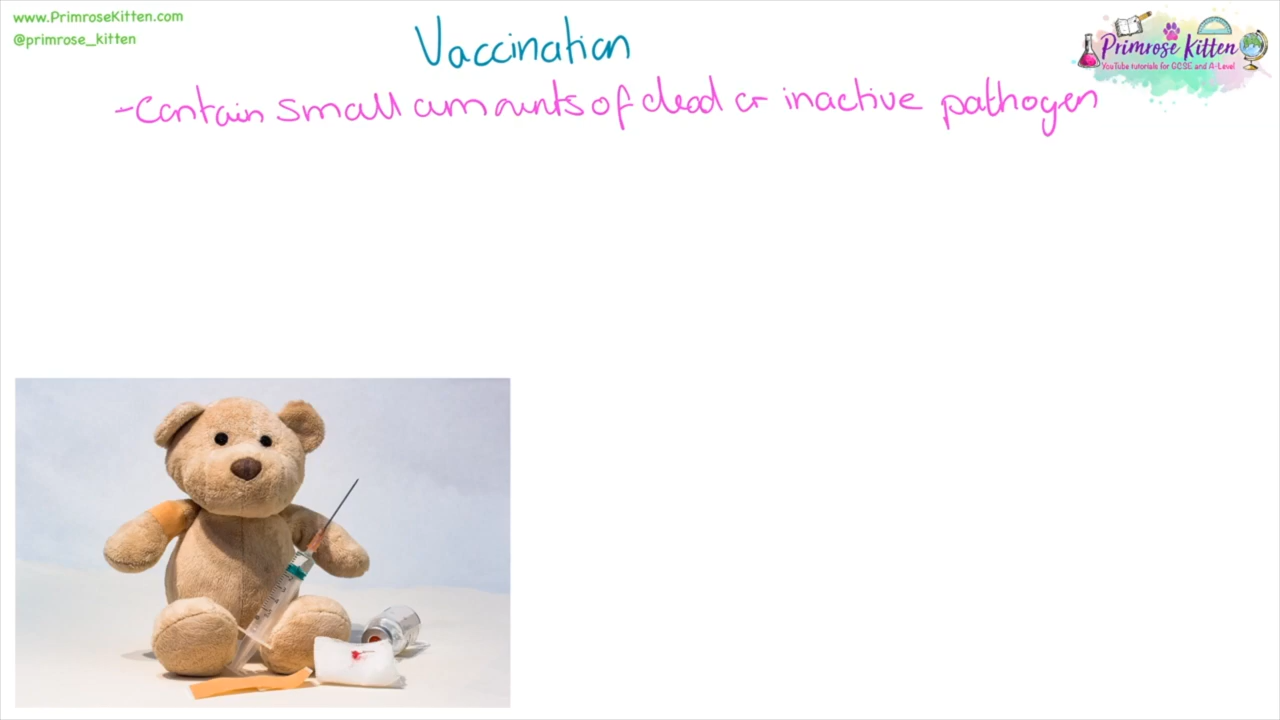 www.PrimroseKitten.com
@primrose_kitten
Vaccination
Primrose Kitten
YouTube tutorials for GCSE and A-Level
-Contain small amounts of dead or inactive pathogen